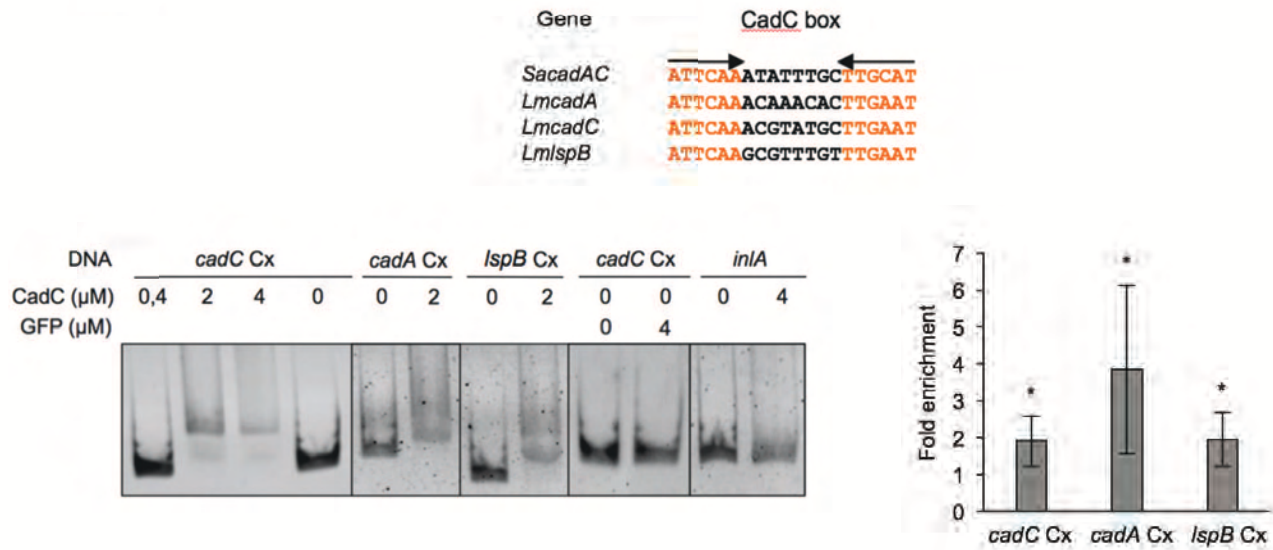 Gene CadC box
SacadAC ATTCAAATATTTGCTTGCAT
LmcadA ATTCAAACAAACACTTGAAT
LmcadC ATTCAAACGTATGCTTGAAT
LmlspB ATTCAAGCGTTTGTTTGAAT
DNA cadC Cx cadA Cx lspB Cx cadC Cx inlA
CadC (μM) 0,4 2 4 0 0 2 0 2 0 0 0 4
GFP (μM) 0 4
7
6
5
4
3
2
1
0
Fold enrichment
* * *
cadC Cx cadA Cx lspB Cx